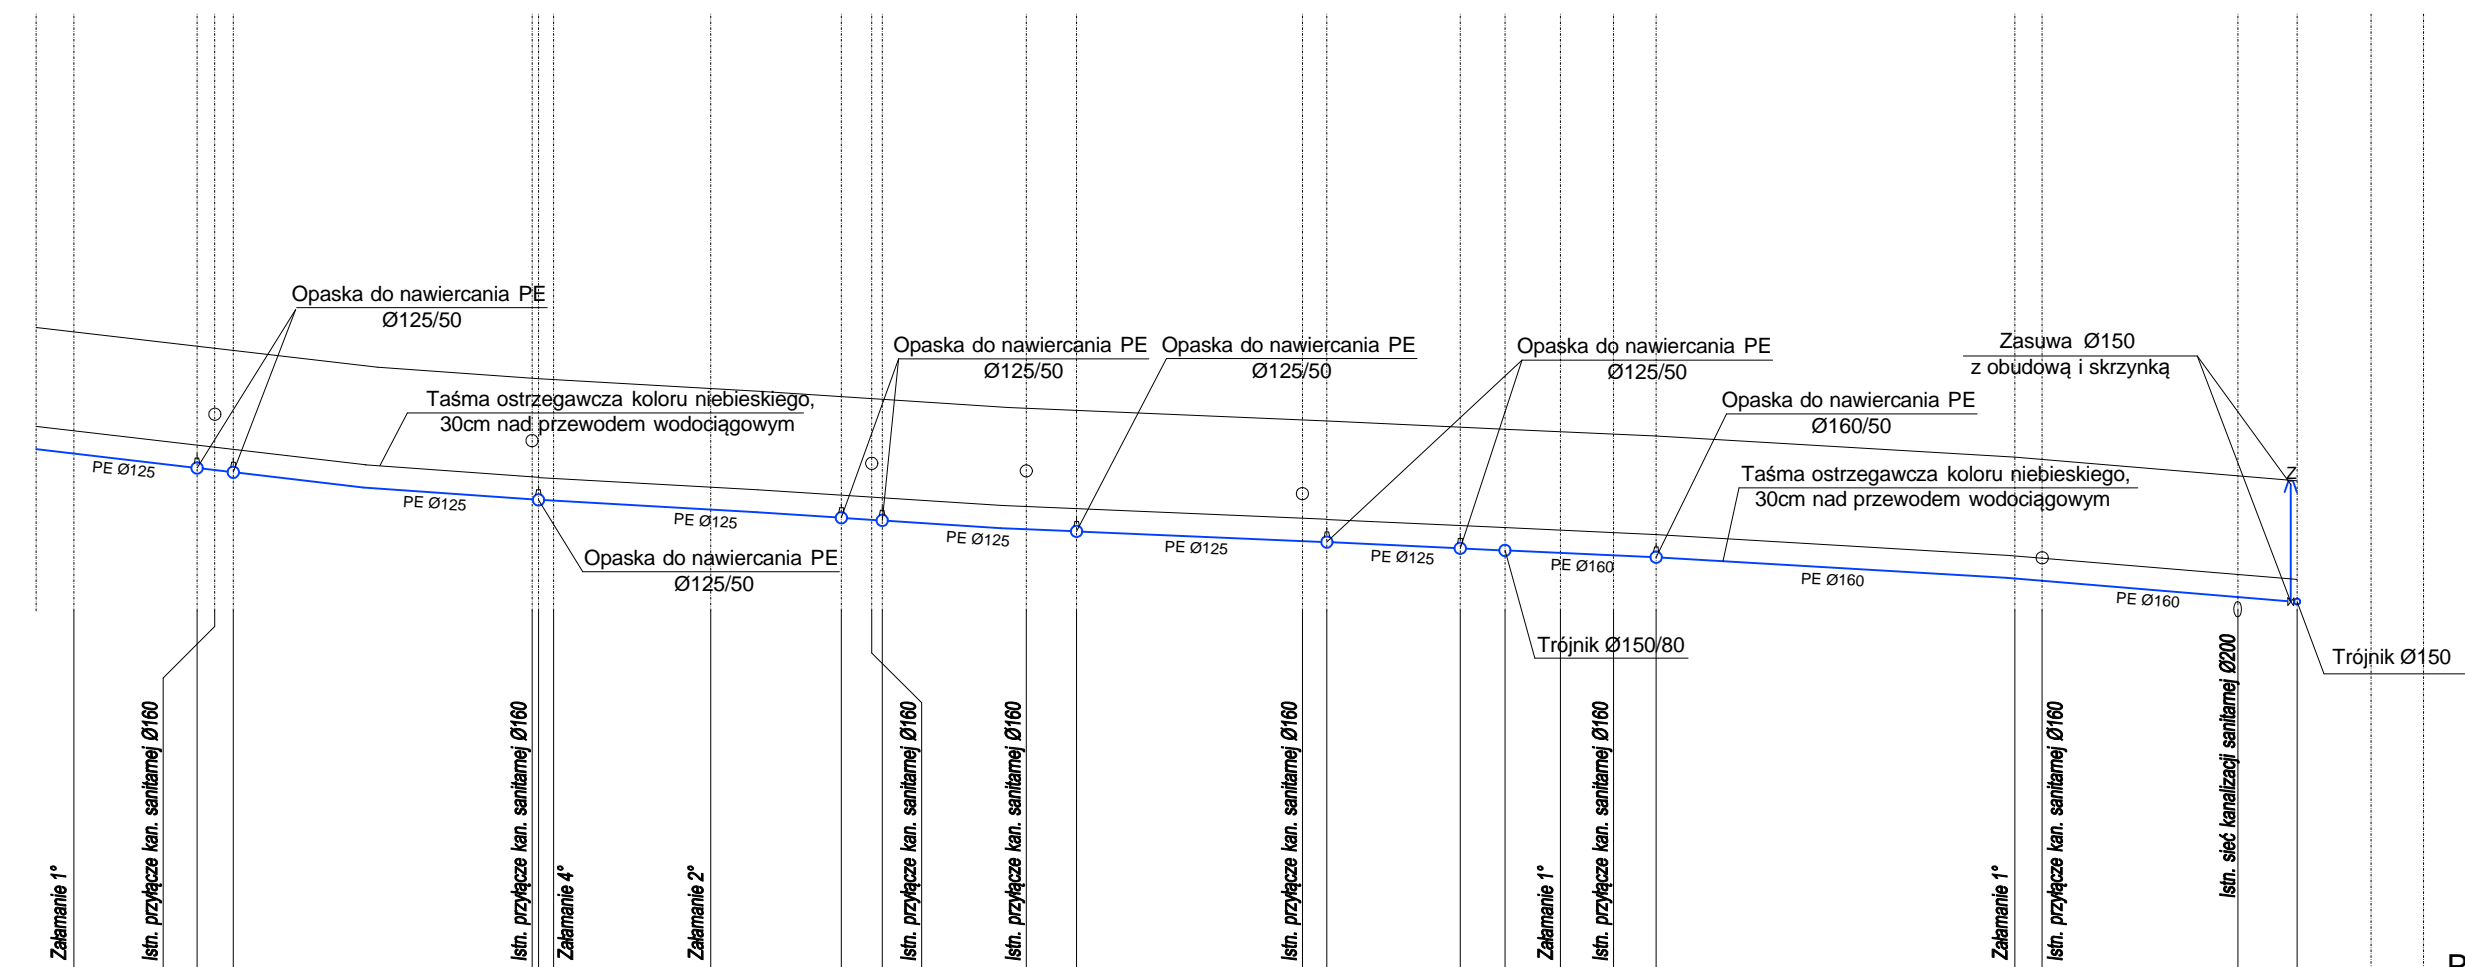 Opaska do nawiercania PE
Ø125/50
Opaska do nawiercania PE
Ø125/50
Opaska do nawiercania PE
Ø125/50
Opaska do nawiercania PE
Ø125/50
Zasuwa Ø150
z obudową i skrzynką
Taśma ostrzegawcza koloru niebieskiego,
30cm nad przewodem wodociągowym
Opaska do nawiercania PE
Ø160/50
Taśma ostrzegawcza koloru niebieskiego,
30cm nad przewodem wodociągowym
Z
PE Ø125
PE Ø125
PE Ø125
PE Ø125
PE Ø125
PE Ø125
PE Ø160
PE Ø160
PE Ø160
Opaska do nawiercania PE
Ø125/50
Trójnik Ø150/80
Trójnik Ø150
Załamanie 1°
Istn. przyłącze kan. sanitarnej Ø160
Istn. przyłącze kan. sanitarnej Ø160
Załamanie 4°
Załamanie 2°
Istn. przyłącze kan. sanitarnej Ø160
Istn. przyłącze kan. sanitarnej Ø160
Istn. przyłącze kan. sanitarnej Ø160
Załamanie 1°
Istn. przyłącze kan. sanitarnej Ø160
Załamanie 1°
Istn. przyłącze kan. sanitarnej Ø160
Istn. sieć kanalizacji sanitarnej Ø200